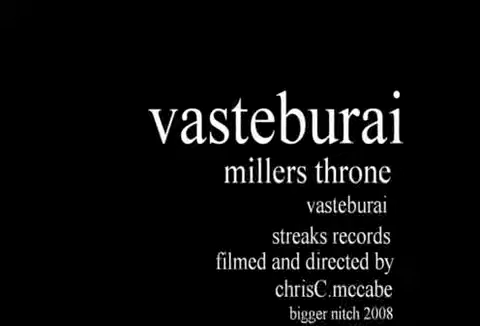 vasteburai
millers throne
vasteburai
streaks records
filmed and directed by
chrisC.mccabe
bigger nitch 2008